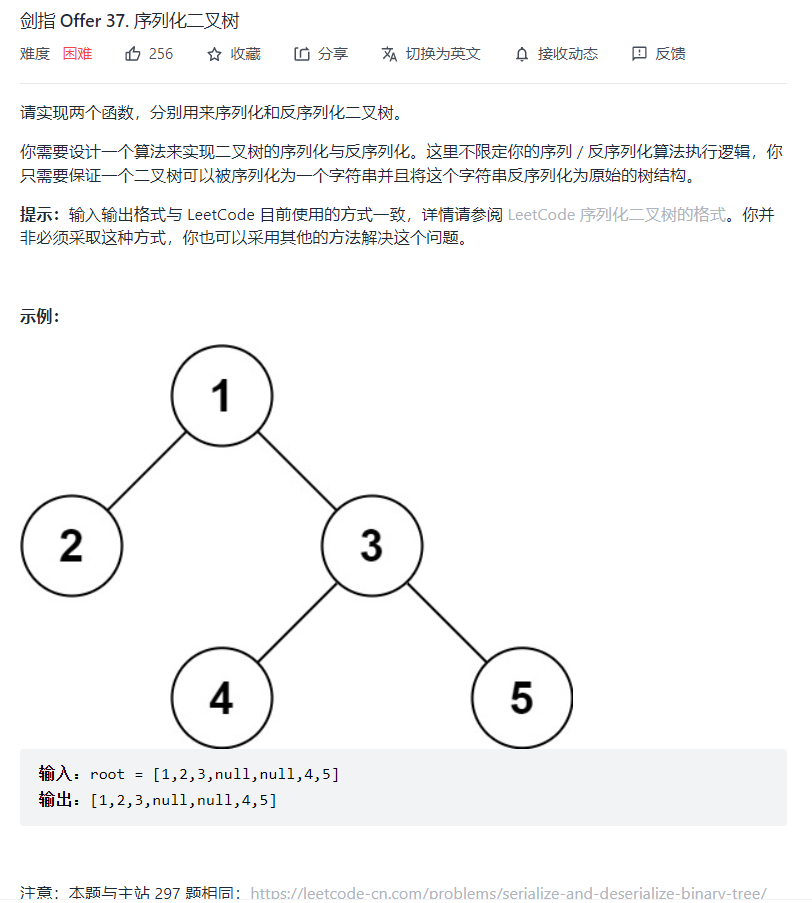 剑指 Offer 37. 序列化二叉树
难度 困难 256 收藏 分享 切换为英文 接收动态 反馈
请实现两个函数，分别用来序列化和反序列化二叉树。
你需要设计一个算法来实现二叉树的序列化与反序列化。这里不限定你的序列 / 反序列化算法执行逻辑，你
只需要保证一个二叉树可以被序列化为一个字符串并且将这个字符串反序列化为原始的树结构。
提示：输入输出格式与 LeetCode 目前使用的方式一致，详情请参阅 LeetCode 序列化二叉树的格式。你并
非必须采取这种方式，你也可以采用其他的方法解决这个问题。
示例：
1
2 3
4 5
输入：root = [1,2,3,null,null,4,5]
输出：[1,2,3,null,null,4,5]
注意：本题与主站 297 题相同：https://leetcode-cn.com/problems/serialize-and-deserialize-binary-tree/